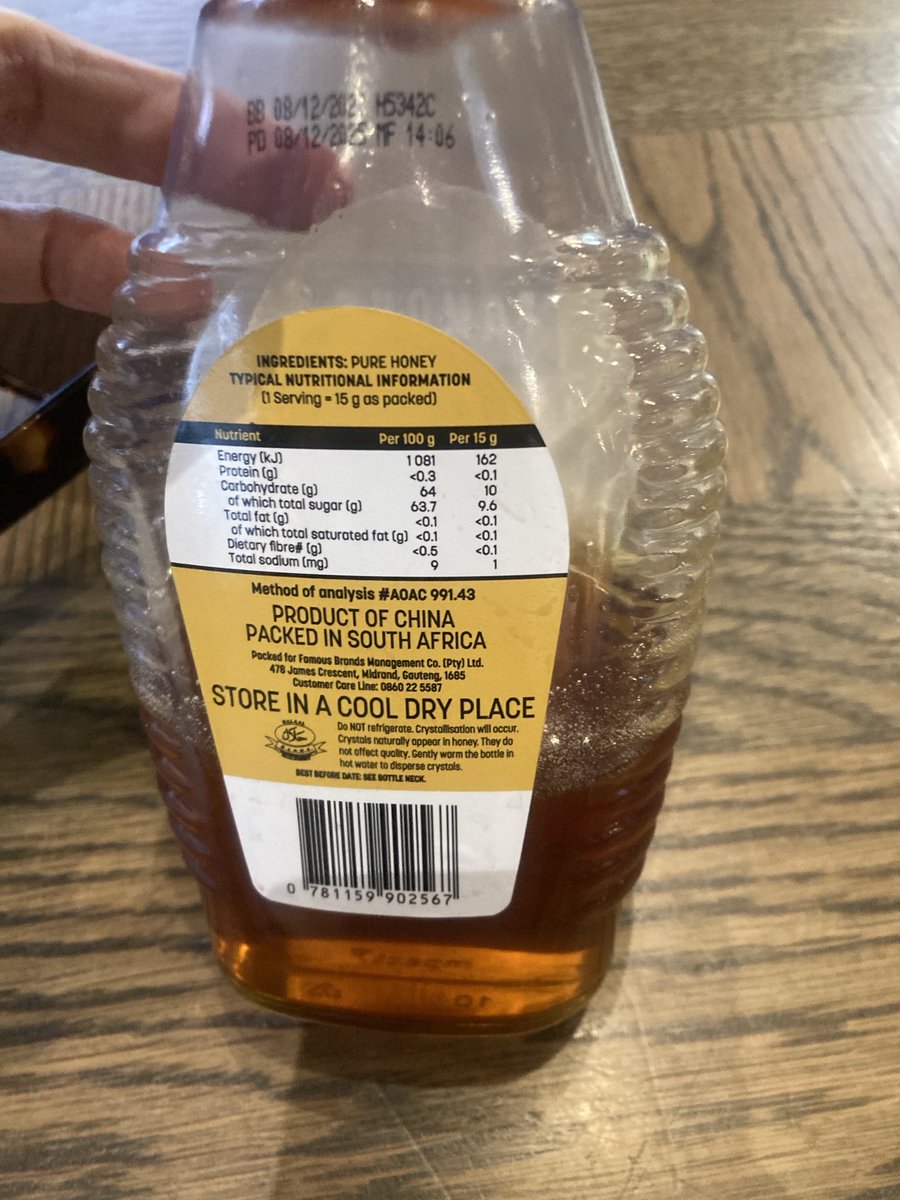 BB 08/12/202 H5342C
PD 08/12/2025 MF 14:06
INGREDIENTS: PURE HONEY
TYPICAL NUTRITIONAL INFORMATION
(1 Serving = 15 g as packed)
Nutrient Per 100 g Per 15 g
Energy (kJ) 1 081 162
Protein (g) <0.3 <0.1
Carbohydrate (g) 64 10
of which total sugar (g) 63.7 9.6
Total fat (g) <0.1 <0.1
of which total saturated fat (g) <0.1 <0.1
Dietary fibre# (g) <0.5 <0.1
Total sodium (mg) 9 1
Method of analysis #AOAC 991.43
PRODUCT OF CHINA
PACKED IN SOUTH AFRICA
Packed for Famous Brands Management Co. (Pty) Ltd.
478 James Crescent, Midrand, Gauteng, 1685
Customer Care Line: 0860 22 5587
STORE IN A COOL DRY PLACE
Do NOT refrigerate. Crystallisation will occur.
Crystals naturally appear in honey. They do
not affect quality. Gently warm the bottle in
hot water to disperse crystals.
BEST BEFORE DATE: SEE BOTTLE NECK.
0 781159 902567